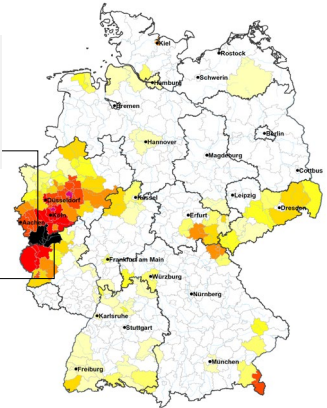 Kiel
Rostock
Hamburg
Schwerin
Bremen
Berlin
Hannover
Magdeburg
Cottbus
Düsseldorf
Kassel
Leipzig
Dresden
Köln
Aachen
Erfurt
Frankfurt am Main
Würzburg
Nürnberg
Karlsruhe
Stuttgart
Freiburg
München